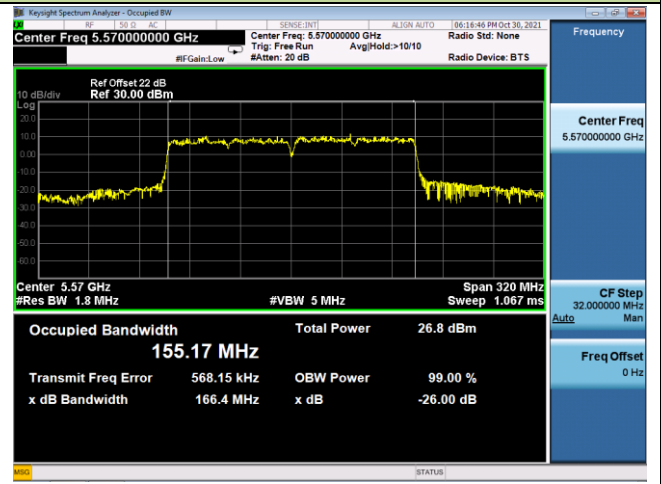 Keysight Spectrum Analyzer - Occupied BW
RF 50 Ω AC SENSE:INT ALIGN AUTO 06:16:46 PM Oct 30, 2021
Center Freq 5.570000000 GHz
Center Freq: 5.570000000 GHz Radio Std: None
Trig: Free Run Avg|Hold:>10/10
#IFGain:Low #Atten: 20 dB Radio Device: BTS
Frequency
Ref Offset 22 dB
10 dB/div Ref 30.00 dBm
Log
20.0
10.0
0.00
-10.0
-20.0
-30.0
-40.0
-50.0
-60.0
Center 5.57 GHz Span 320 MHz
#Res BW 1.8 MHz #VBW 5 MHz Sweep 1.067 ms
Occupied Bandwidth Total Power 26.8 dBm
155.17 MHz
Transmit Freq Error 568.15 kHz OBW Power 99.00 %
x dB Bandwidth 166.4 MHz x dB -26.00 dB
Center Freq
5.570000000 GHz
CF Step
32.000000 MHz
Auto Man
Freq Offset
0 Hz
MSG STATUS